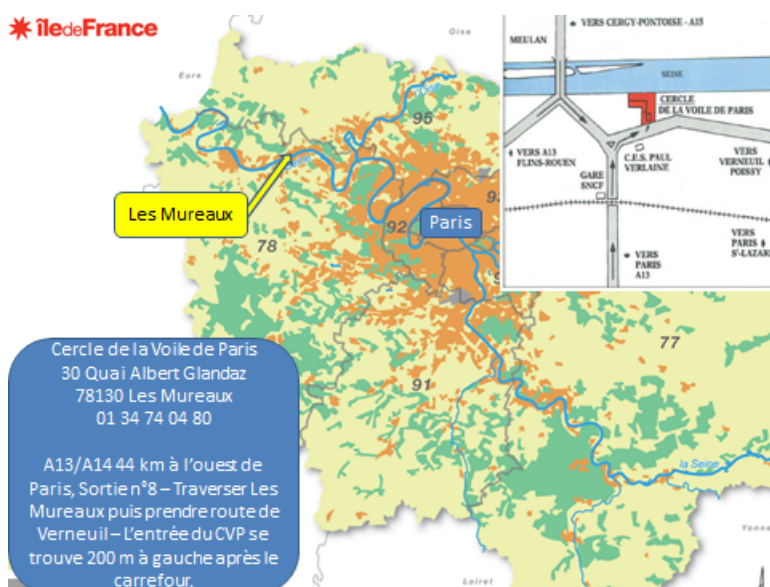 îledeFrance
Oise
Eure
l'Oise
95
Seine
Les Mureaux
92
Paris
78
77
91
la Seine
Yonne
Loiret
VERS CERGY-PONTOISE - A15
MEULAN
SEINE
CERCLE
DE LA VOILE DE PARIS
VERS A13
FLINS-ROUEN
C.E.S. PAUL
VERLAINE
VERS
VERNEUIL
POISSY
GARE
SNCF
VERS
PARIS
A13
VERS
PARIS
St-LAZARE
Cercle de la Voile de Paris
30 Quai Albert Glandaz
78130 Les Mureaux
01 34 74 04 80
A13/A14 44 km à l'ouest de
Paris, Sortie n°8 – Traverser Les
Mureaux puis prendre route de
Verneuil – L'entrée du CVP se
trouve 200 m à gauche après le
carrefour.